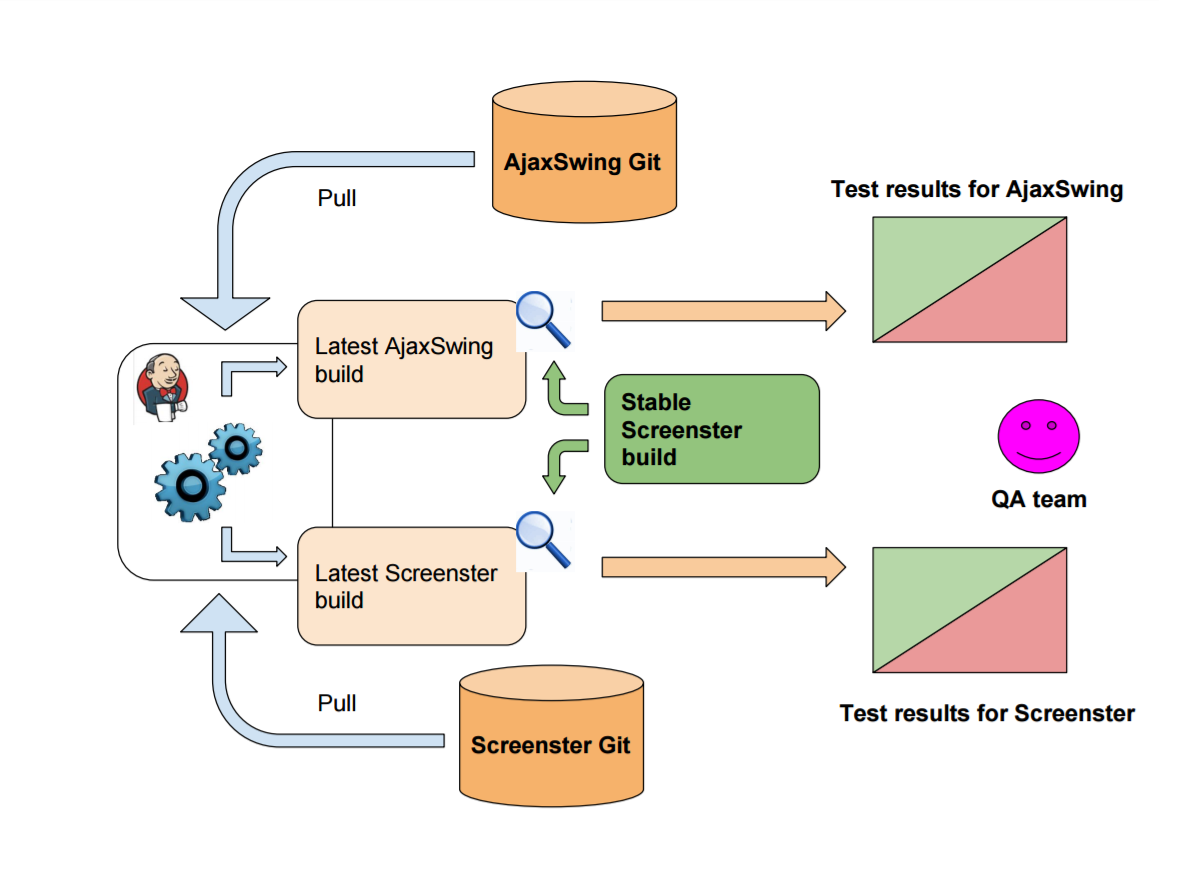 AjaxSwing Git
Pull
Test results for AjaxSwing
Latest AjaxSwing
build
Stable
Screenster
build
QA team
Latest Screenster
build
Pull
Screenster Git
Test results for Screenster